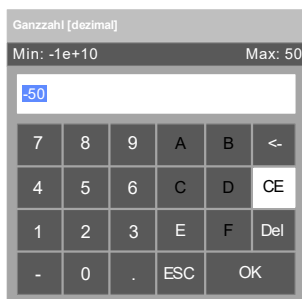 Ganzzahl [dezimal]
Min: -1e+10 Max: 50
-50
7 8 9 A B <-
4 5 6 C D CE
1 2 3 E F Del
- 0 . ESC OK